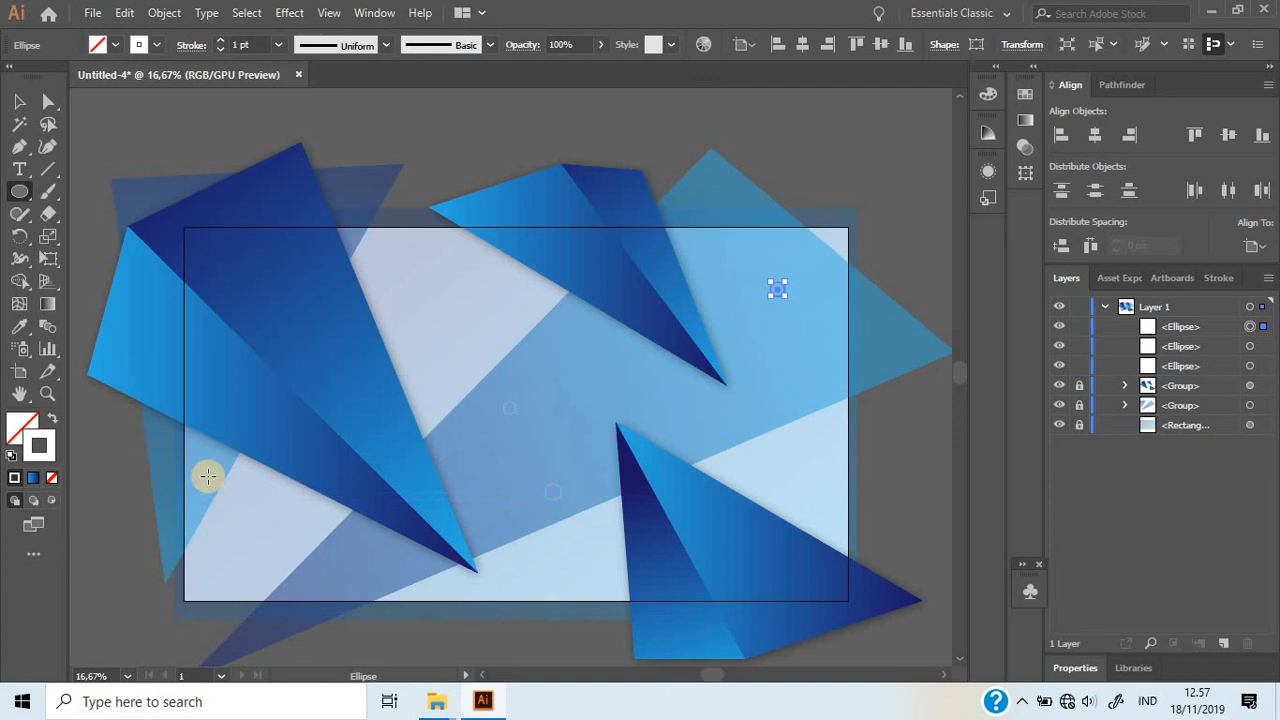 Ai File Edit Object Type Select Effect View Window Help Essentials Classic Search Adobe Stock
Ellipse Stroke: 1 pt Uniform Basic Opacity: 100% Style: Shape: Transform
Untitled-4* @ 16,67% (RGB/GPU Preview)
Align Pathfinder
Align Objects:
Distribute Objects:
Distribute Spacing: Align To:
0 px
Layers Asset Expo Artboards Stroke
Layer 1
<Ellipse>
<Ellipse>
<Ellipse>
<Group>
<Group>
<Rectang...
1 Layer
Properties Libraries
16,67% 1 Ellipse
Type here to search
Ai
IND
12.57
18/11/2019